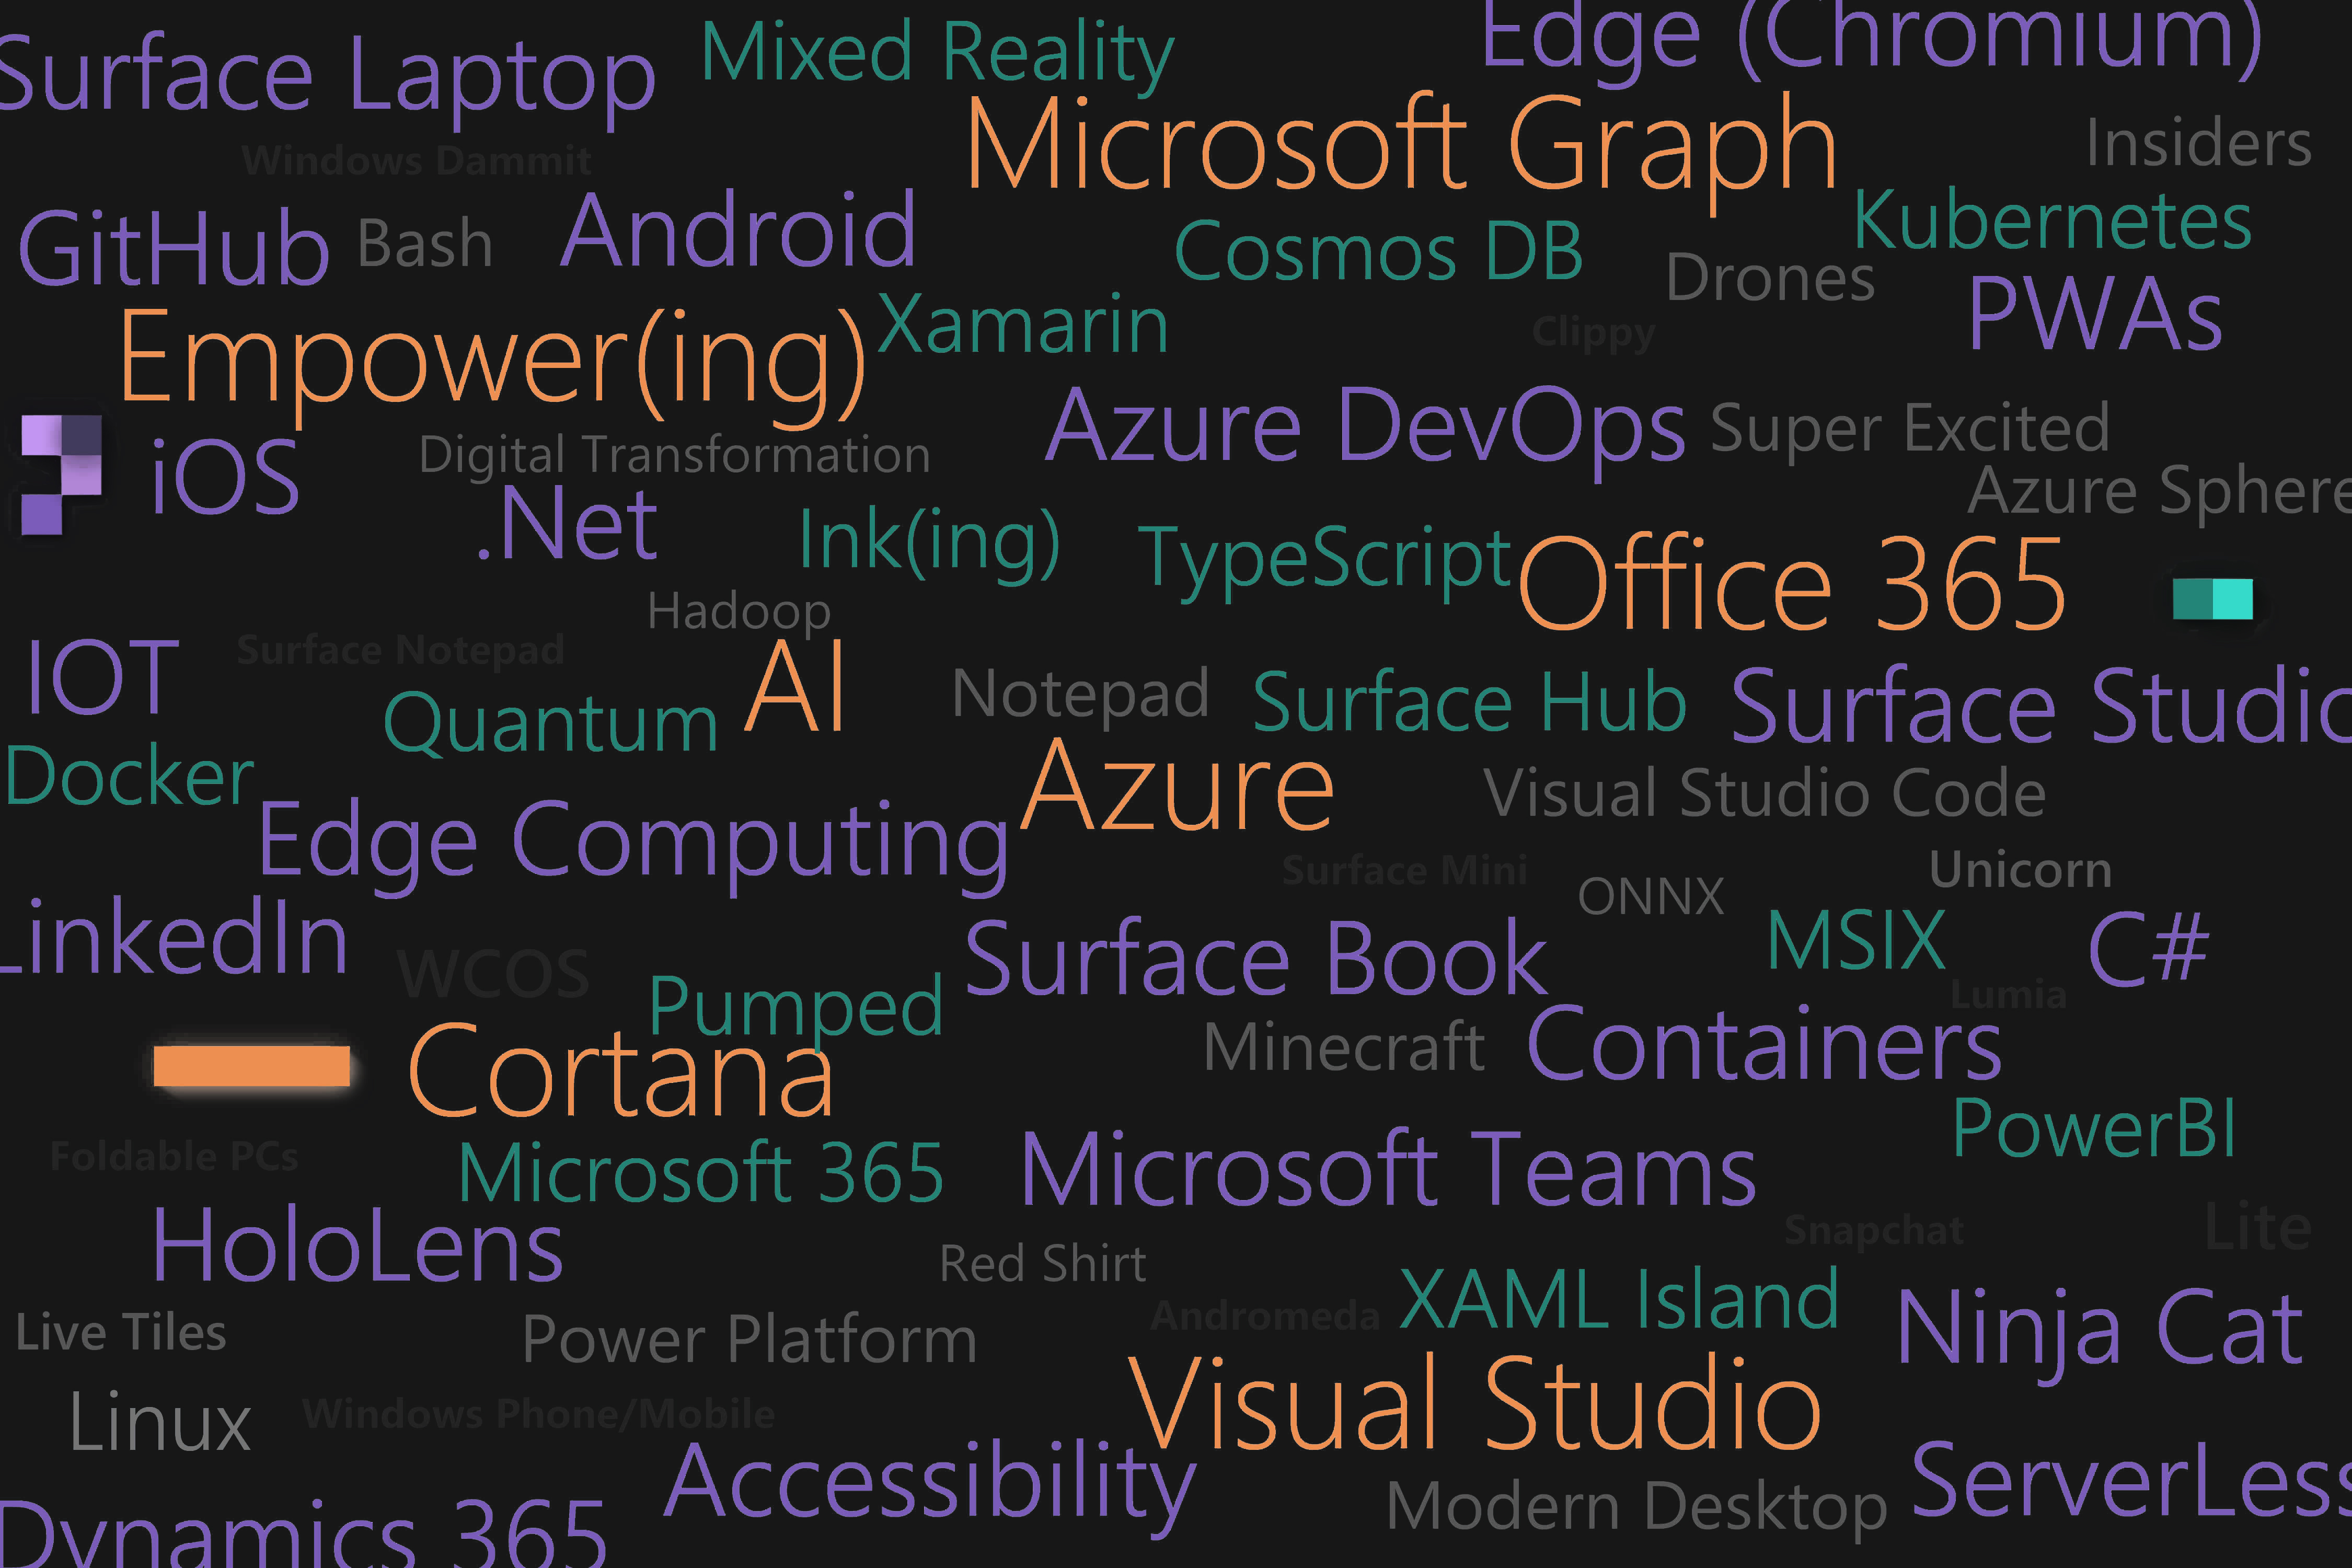 Surface Laptop
Mixed Reality
Edge (Chromium)
Microsoft Graph
Insiders
Windows Dammit
GitHub
Bash
Android
Cosmos DB
Kubernetes
Drones
PWAs
Empower(ing)
Xamarin
Clippy
iOS
Digital Transformation
Azure DevOps
Super Excited
Azure Sphere
.Net
Ink(ing)
TypeScript
Office 365
Hadoop
IOT
Surface Notepad
Quantum
AI
Notepad
Surface Hub
Surface Studio
Docker
Azure
Visual Studio Code
Edge Computing
Surface Mini
ONNX
Unicorn
LinkedIn
WCOS
Pumped
Surface Book
MSIX
C#
Lumia
Cortana
Minecraft
Containers
PowerBI
Foldable PCs
Microsoft 365
Microsoft Teams
Snapchat
Lite
HoloLens
Red Shirt
Live Tiles
Power Platform
Andromeda
XAML Island
Ninja Cat
Linux
Windows Phone/Mobile
Visual Studio
Accessibility
Modern Desktop
ServerLess
Dynamics 365